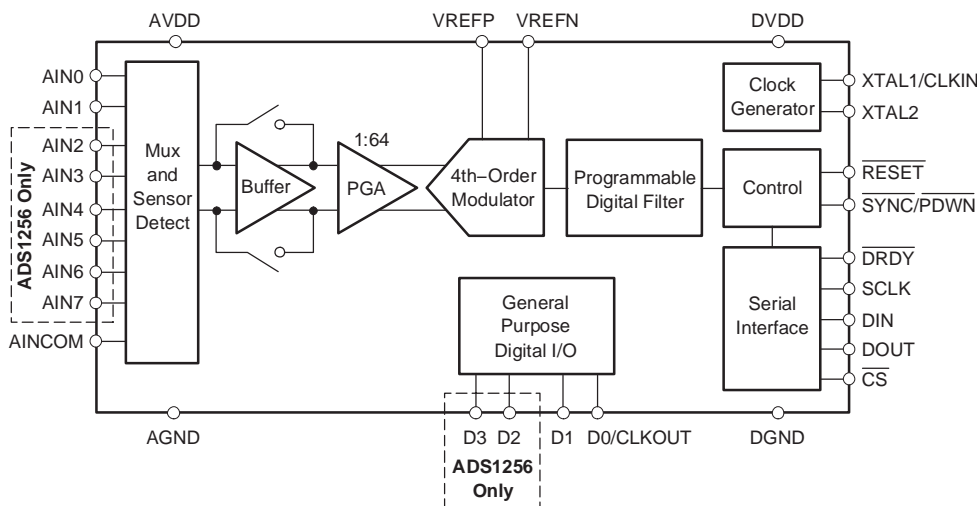 AVDD
VREFP
VREFN
DVDD
AIN0
AIN1
AIN2
AIN3
AIN4
AIN5
AIN6
AIN7
AINCOM
ADS1256 Only
Mux
and
Sensor
Detect
Buffer
1:64
PGA
4th−Order
Modulator
Programmable
Digital Filter
Clock
Generator
XTAL1/CLKIN
XTAL2
Control
RESET
SYNC/PDWN
Serial
Interface
DRDY
SCLK
DIN
DOUT
CS
General
Purpose
Digital I/O
AGND
D3
D2
D1
D0/CLKOUT
DGND
ADS1256
Only